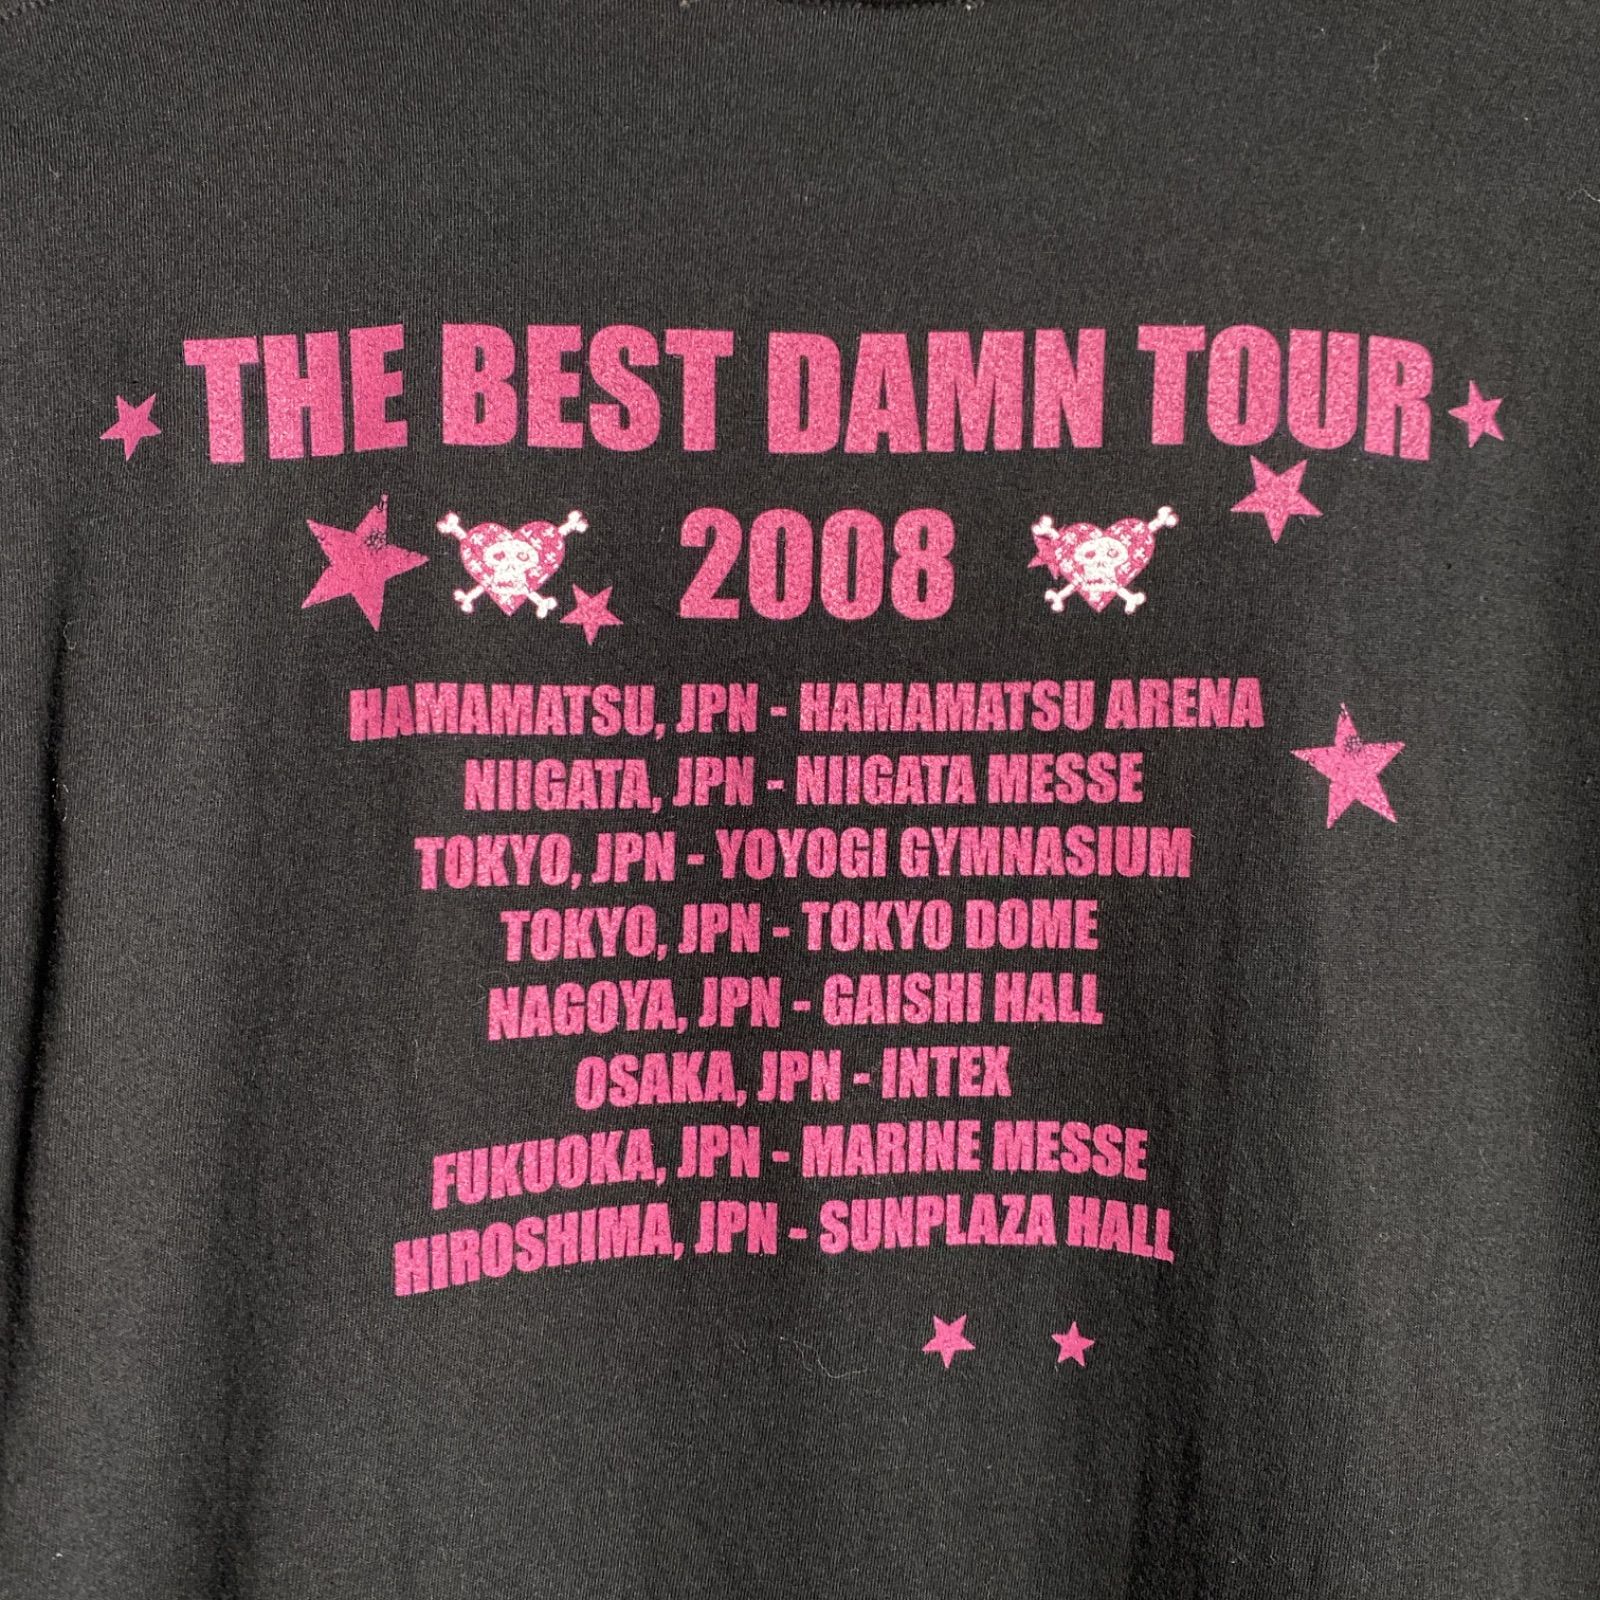 THE BEST DAMN TOUR
2008
HAMAMATSU, JPN - HAMAMATSU ARENA
NIIGATA, JPN - NIIGATA MESSE
TOKYO, JPN - YOYOGI GYMNASIUM
TOKYO, JPN - TOKYO DOME
NAGOYA, JPN - GAISHI HALL
OSAKA, JPN - INTEX
FUKUOKA, JPN - MARINE MESSE
HIROSHIMA, JPN - SUNPLAZA HALL